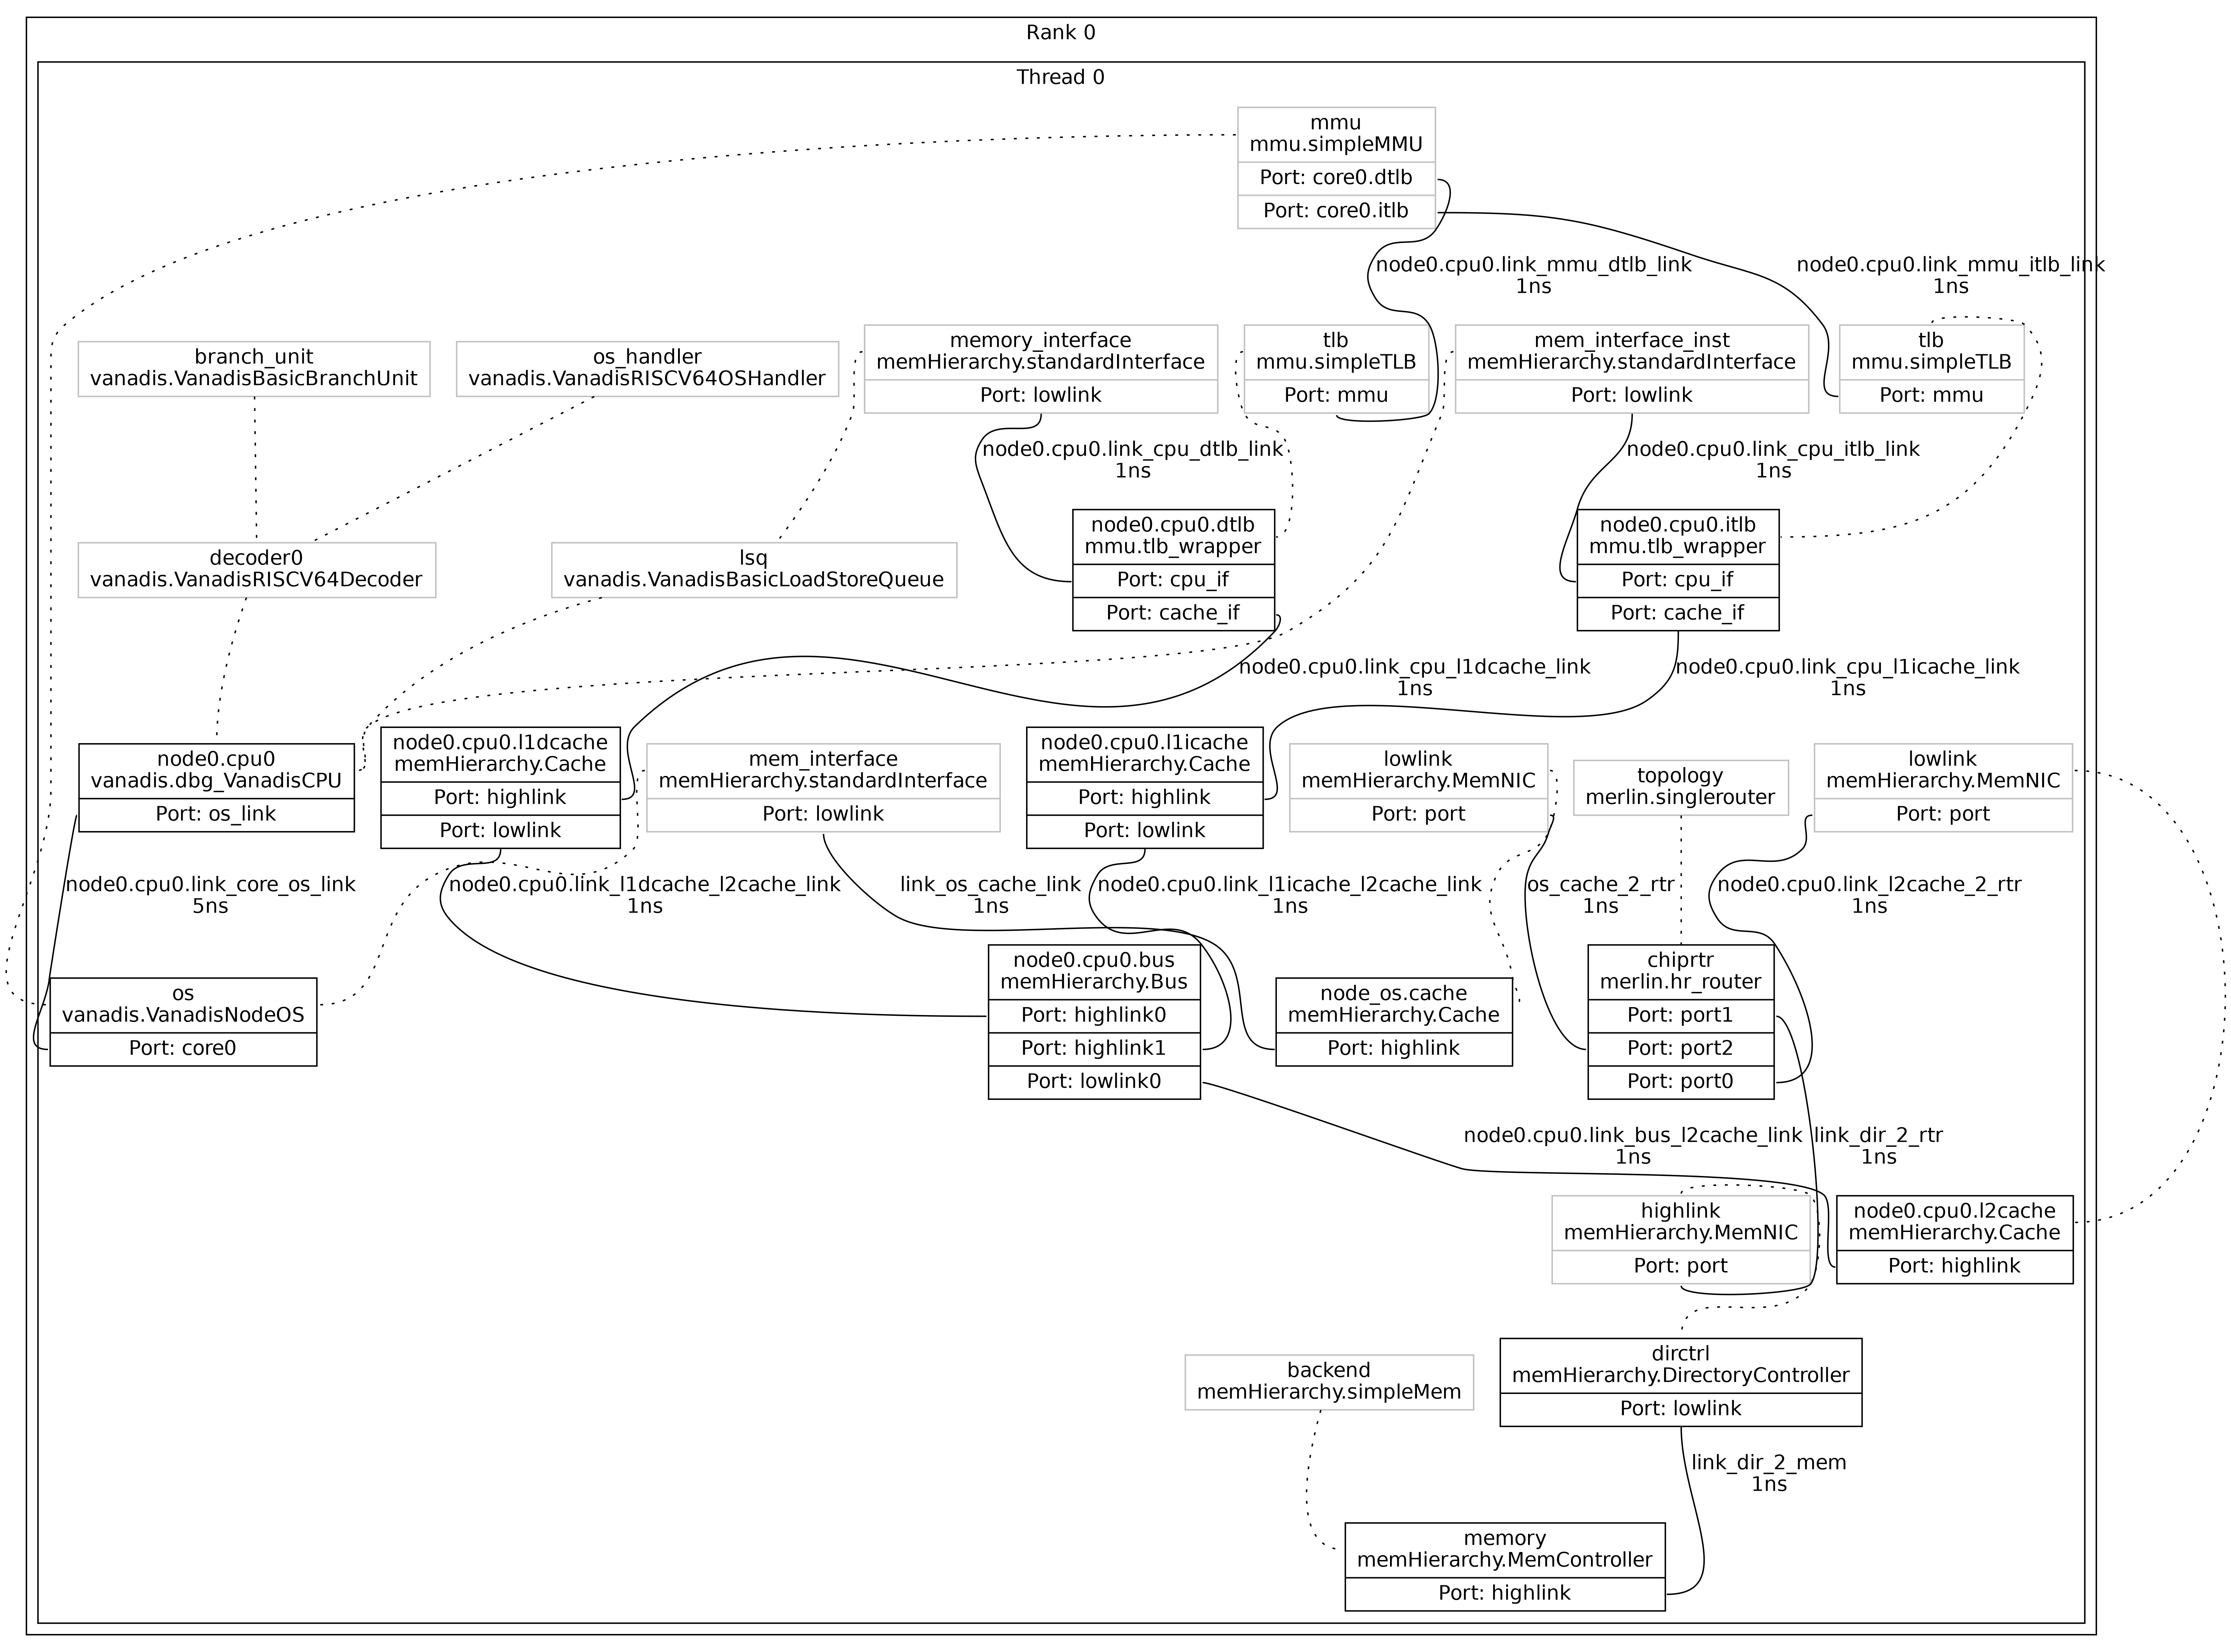 Rank 0
Thread 0
mmu
mmu.simpleMMU
Port: core0.dtlb
Port: core0.itlb
node0.cpu0.link_mmu_dtlb_link
1ns
node0.cpu0.link_mmu_itlb_link
1ns
branch_unit
vanadis.VanadisBasicBranchUnit
os_handler
vanadis.VanadisRISCV64OSHandler
memory_interface
memHierarchy.standardInterface
Port: lowlink
tlb
mmu.simpleTLB
Port: mmu
mem_interface_inst
memHierarchy.standardInterface
Port: lowlink
tlb
mmu.simpleTLB
Port: mmu
node0.cpu0.link_cpu_dtlb_link
1ns
node0.cpu0.link_cpu_itlb_link
1ns
decoder0
vanadis.VanadisRISCV64Decoder
lsq
vanadis.VanadisBasicLoadStoreQueue
node0.cpu0.dtlb
mmu.tlb_wrapper
Port: cpu_if
Port: cache_if
node0.cpu0.itlb
mmu.tlb_wrapper
Port: cpu_if
Port: cache_if
node0.cpu0.link_cpu_l1dcache_link
1ns
node0.cpu0.link_cpu_l1icache_link
1ns
node0.cpu0
vanadis.dbg_VanadisCPU
Port: os_link
node0.cpu0.l1dcache
memHierarchy.Cache
Port: highlink
Port: lowlink
mem_interface
memHierarchy.standardInterface
Port: lowlink
node0.cpu0.l1icache
memHierarchy.Cache
Port: highlink
Port: lowlink
lowlink
memHierarchy.MemNIC
Port: port
topology
merlin.singlerouter
lowlink
memHierarchy.MemNIC
Port: port
node0.cpu0.link_core_os_link
5ns
node0.cpu0.link_l1dcache_l2cache_link
1ns
link_os_cache_link
1ns
node0.cpu0.link_l1icache_l2cache_link
1ns
os_cache_2_rtr
1ns
node0.cpu0.link_l2cache_2_rtr
1ns
os
vanadis.VanadisNodeOS
Port: core0
node0.cpu0.bus
memHierarchy.Bus
Port: highlink0
Port: highlink1
Port: lowlink0
node_os.cache
memHierarchy.Cache
Port: highlink
chiprtr
merlin.hr_router
Port: port1
Port: port2
Port: port0
node0.cpu0.link_bus_l2cache_link
1ns
link_dir_2_rtr
1ns
highlink
memHierarchy.MemNIC
Port: port
node0.cpu0.l2cache
memHierarchy.Cache
Port: highlink
backend
memHierarchy.simpleMem
dirctrl
memHierarchy.DirectoryController
Port: lowlink
link_dir_2_mem
1ns
memory
memHierarchy.MemController
Port: highlink